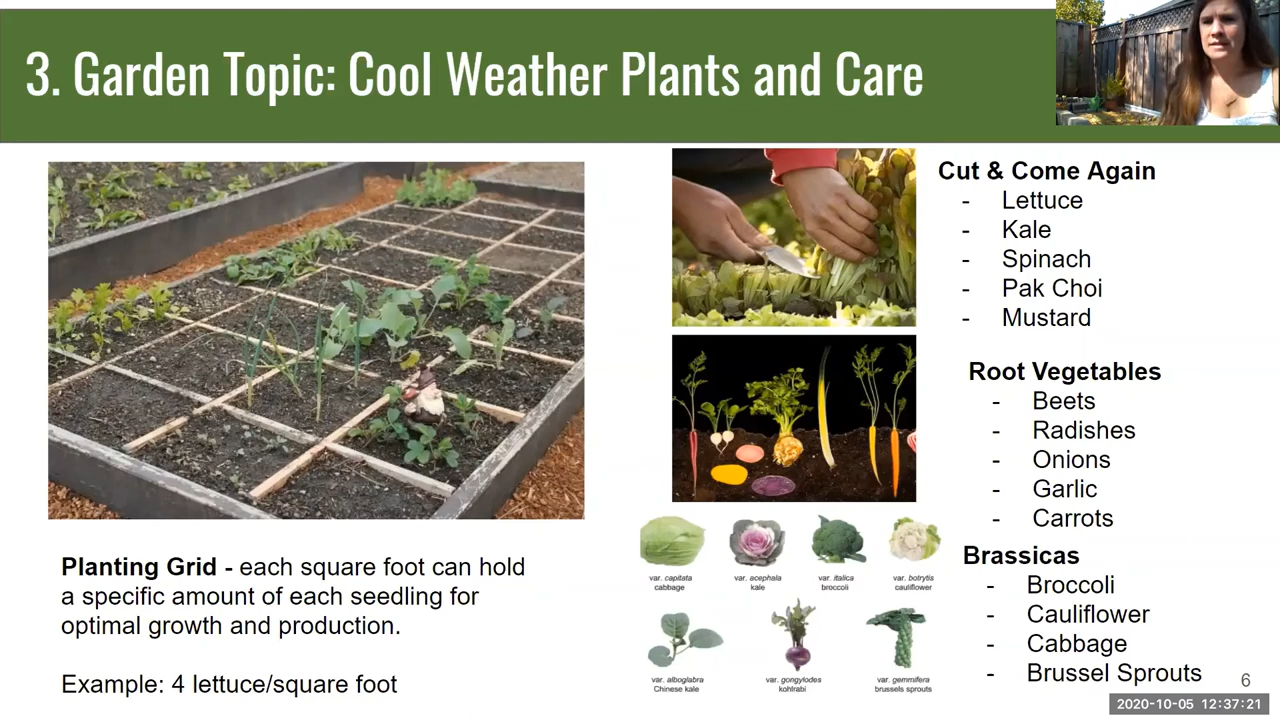 3. Garden Topic: Cool Weather Plants and Care
Planting Grid - each square foot can hold
a specific amount of each seedling for
optimal growth and production.
Example: 4 lettuce/square foot
Cut & Come Again
- Lettuce
- Kale
- Spinach
- Pak Choi
- Mustard
Root Vegetables
- Beets
- Radishes
- Onions
- Garlic
- Carrots
Brassicas
- Broccoli
- Cauliflower
- Cabbage
- Brussel Sprouts
var. capitata
cabbage
var. acephala
kale
var. italica
broccoli
var. botrytis
cauliflower
var. alboglabra
Chinese kale
var. gongylodes
kohlrabi
var. gemmifera
brussels sprouts
6
2020-10-05 12:37:21